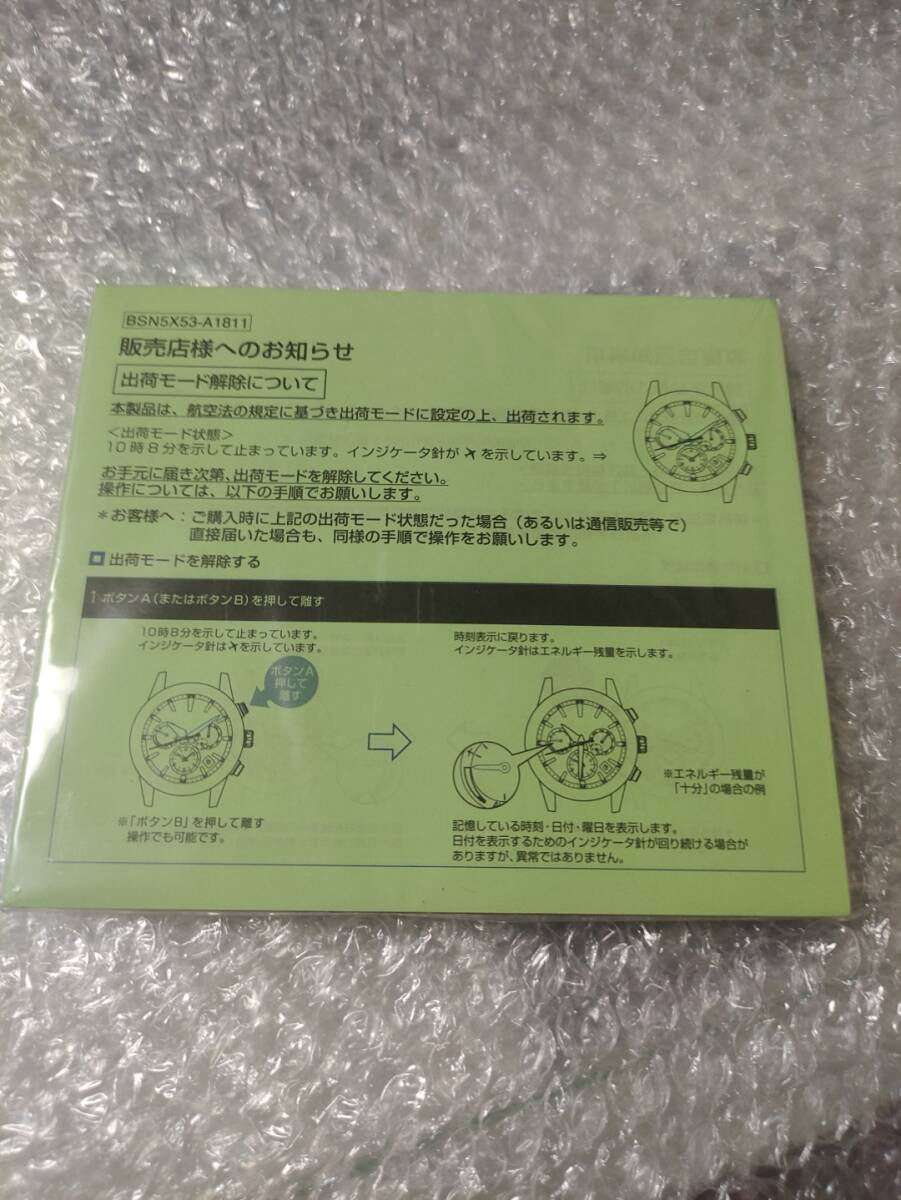 BSN5X53-A1811
販売店様へのお知らせ
出荷モード解除について
本製品は、航空法の規定に基づき出荷モードに設定の上、出荷されます。
＜出荷モード状態＞
10時8分を示して止まっています。インジケータ針が✈を示しています。⇒
お手元に届き次第、出荷モードを解除してください。
操作については、以下の手順でお願いします。
＊お客様へ：ご購入時に上記の出荷モード状態だった場合（あるいは通信販売等で）
直接届いた場合も、同様の手順で操作をお願いします。
出荷モードを解除する
1 ボタンA（またはボタンB）を押して離す
10時8分を示して止まっています。
インジケータ針は✈を示しています。
ボタンA
押して
離す
※「ボタンB」を押して離す
操作でも可能です。
時刻表示に戻ります。
インジケータ針はエネルギー残量を示します。
※エネルギー残量が
「十分」の場合の例
記憶している時刻・日付・曜日を表示します。
日付を表示するためのインジケータ針が回り続ける場合が
ありますが、異常ではありません。